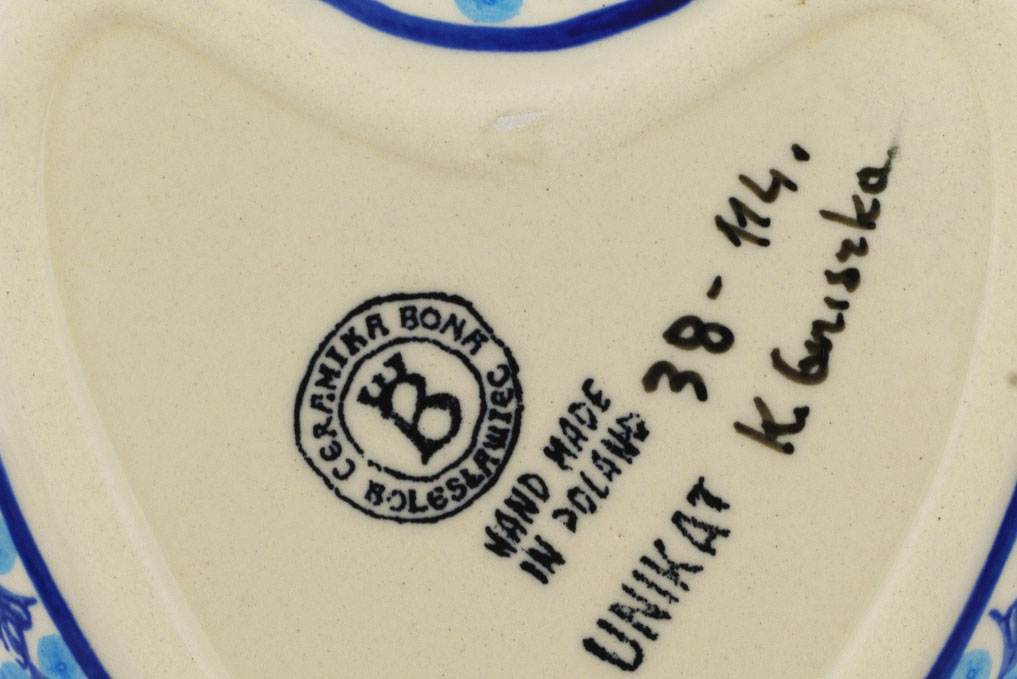 CERAMIKA BONA
BOLESŁAWIEC
B
HAND MADE
IN POLAND
UNIKAT
38-114.
K.